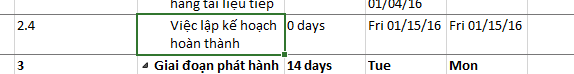 hàng tài liệu tiếp 01/04/16
2.4 Việc lập kế hoạch 0 days Fri 01/15/16 Fri 01/15/16
hoàn thành
3 Giai đoạn phát hành 14 days Tue Mon